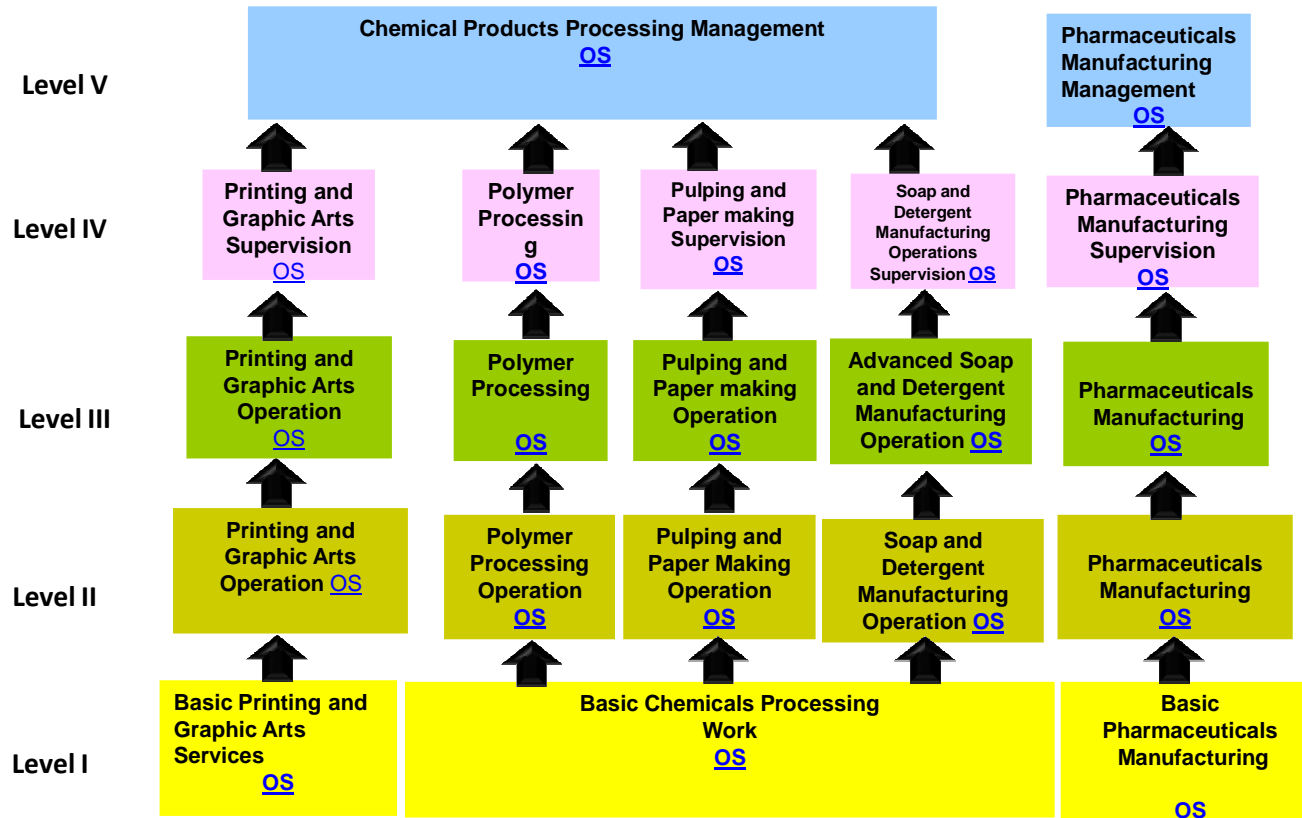 Chemical Products Processing Management
OS
Pharmaceuticals
Manufacturing
Management
OS
Level V
Printing and
Graphic Arts
Supervision
OS
Polymer
Processin
g
OS
Pulping and
Paper making
Supervision
OS
Soap and
Detergent
Manufacturing
Operations
Supervision OS
Pharmaceuticals
Manufacturing
Supervision
OS
Level IV
Printing and
Graphic Arts
Operation
OS
Polymer
Processing
OS
Pulping and
Paper making
Operation
OS
Advanced Soap
and Detergent
Manufacturing
Operation OS
Pharmaceuticals
Manufacturing
OS
Level III
Printing and
Graphic Arts
Operation OS
Polymer
Processing
Operation
OS
Pulping and
Paper Making
Operation
OS
Soap and
Detergent
Manufacturing
Operation OS
Pharmaceuticals
Manufacturing
OS
Level II
Basic Printing and
Graphic Arts
Services
OS
Basic Chemicals Processing
Work
OS
Basic
Pharmaceuticals
Manufacturing
OS
Level I